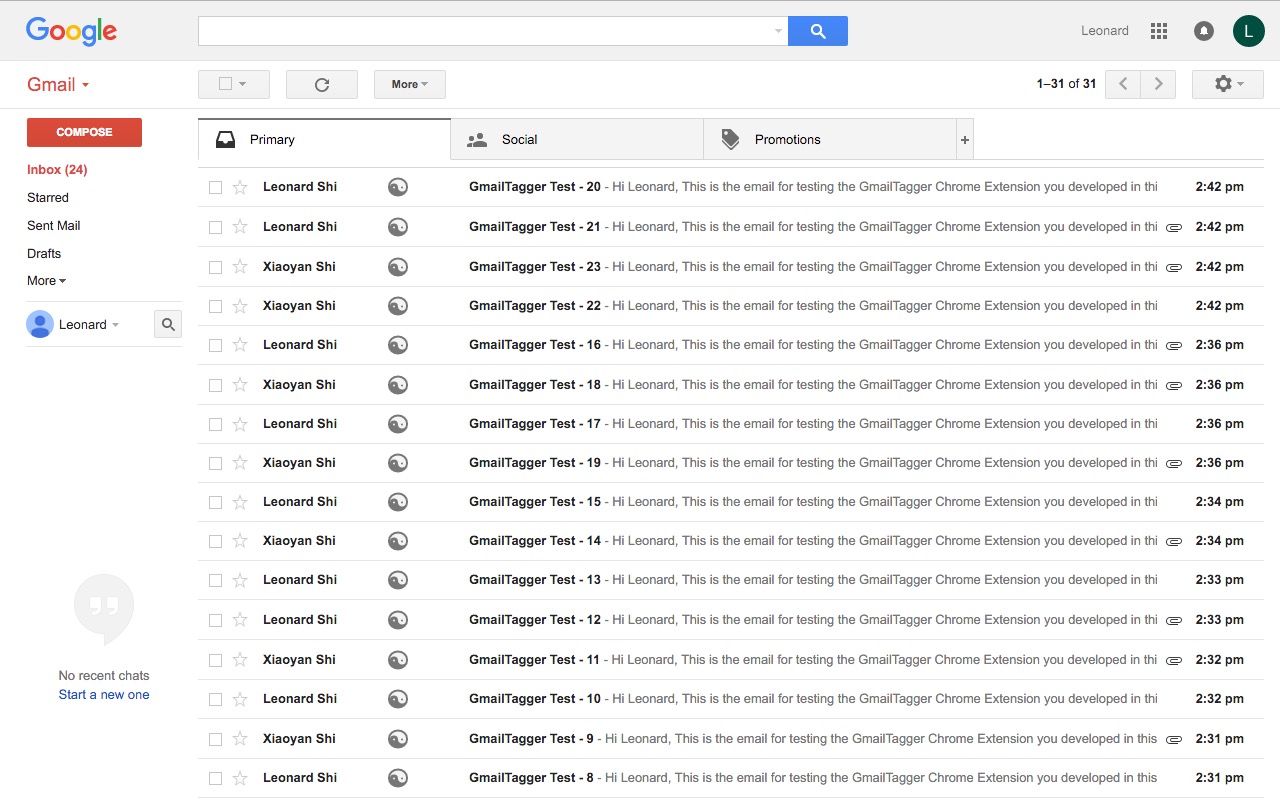 Google
Leonard
L
Gmail
More
1–31 of 31
COMPOSE
Primary
Social
Promotions
+
Inbox (24)
Starred
Sent Mail
Drafts
More
Leonard
No recent chats
Start a new one
Leonard Shi GmailTagger Test - 20 - Hi Leonard, This is the email for testing the GmailTagger Chrome Extension you developed in thi 2:42 pm
Leonard Shi GmailTagger Test - 21 - Hi Leonard, This is the email for testing the GmailTagger Chrome Extension you developed in thi 2:42 pm
Xiaoyan Shi GmailTagger Test - 23 - Hi Leonard, This is the email for testing the GmailTagger Chrome Extension you developed in thi 2:42 pm
Xiaoyan Shi GmailTagger Test - 22 - Hi Leonard, This is the email for testing the GmailTagger Chrome Extension you developed in thi 2:42 pm
Leonard Shi GmailTagger Test - 16 - Hi Leonard, This is the email for testing the GmailTagger Chrome Extension you developed in thi 2:36 pm
Xiaoyan Shi GmailTagger Test - 18 - Hi Leonard, This is the email for testing the GmailTagger Chrome Extension you developed in thi 2:36 pm
Leonard Shi GmailTagger Test - 17 - Hi Leonard, This is the email for testing the GmailTagger Chrome Extension you developed in thi 2:36 pm
Xiaoyan Shi GmailTagger Test - 19 - Hi Leonard, This is the email for testing the GmailTagger Chrome Extension you developed in thi 2:36 pm
Leonard Shi GmailTagger Test - 15 - Hi Leonard, This is the email for testing the GmailTagger Chrome Extension you developed in thi 2:34 pm
Xiaoyan Shi GmailTagger Test - 14 - Hi Leonard, This is the email for testing the GmailTagger Chrome Extension you developed in thi 2:34 pm
Leonard Shi GmailTagger Test - 13 - Hi Leonard, This is the email for testing the GmailTagger Chrome Extension you developed in thi 2:33 pm
Leonard Shi GmailTagger Test - 12 - Hi Leonard, This is the email for testing the GmailTagger Chrome Extension you developed in thi 2:33 pm
Xiaoyan Shi GmailTagger Test - 11 - Hi Leonard, This is the email for testing the GmailTagger Chrome Extension you developed in thi 2:32 pm
Leonard Shi GmailTagger Test - 10 - Hi Leonard, This is the email for testing the GmailTagger Chrome Extension you developed in thi 2:32 pm
Xiaoyan Shi GmailTagger Test - 9 - Hi Leonard, This is the email for testing the GmailTagger Chrome Extension you developed in this 2:31 pm
Leonard Shi GmailTagger Test - 8 - Hi Leonard, This is the email for testing the GmailTagger Chrome Extension you developed in this 2:31 pm